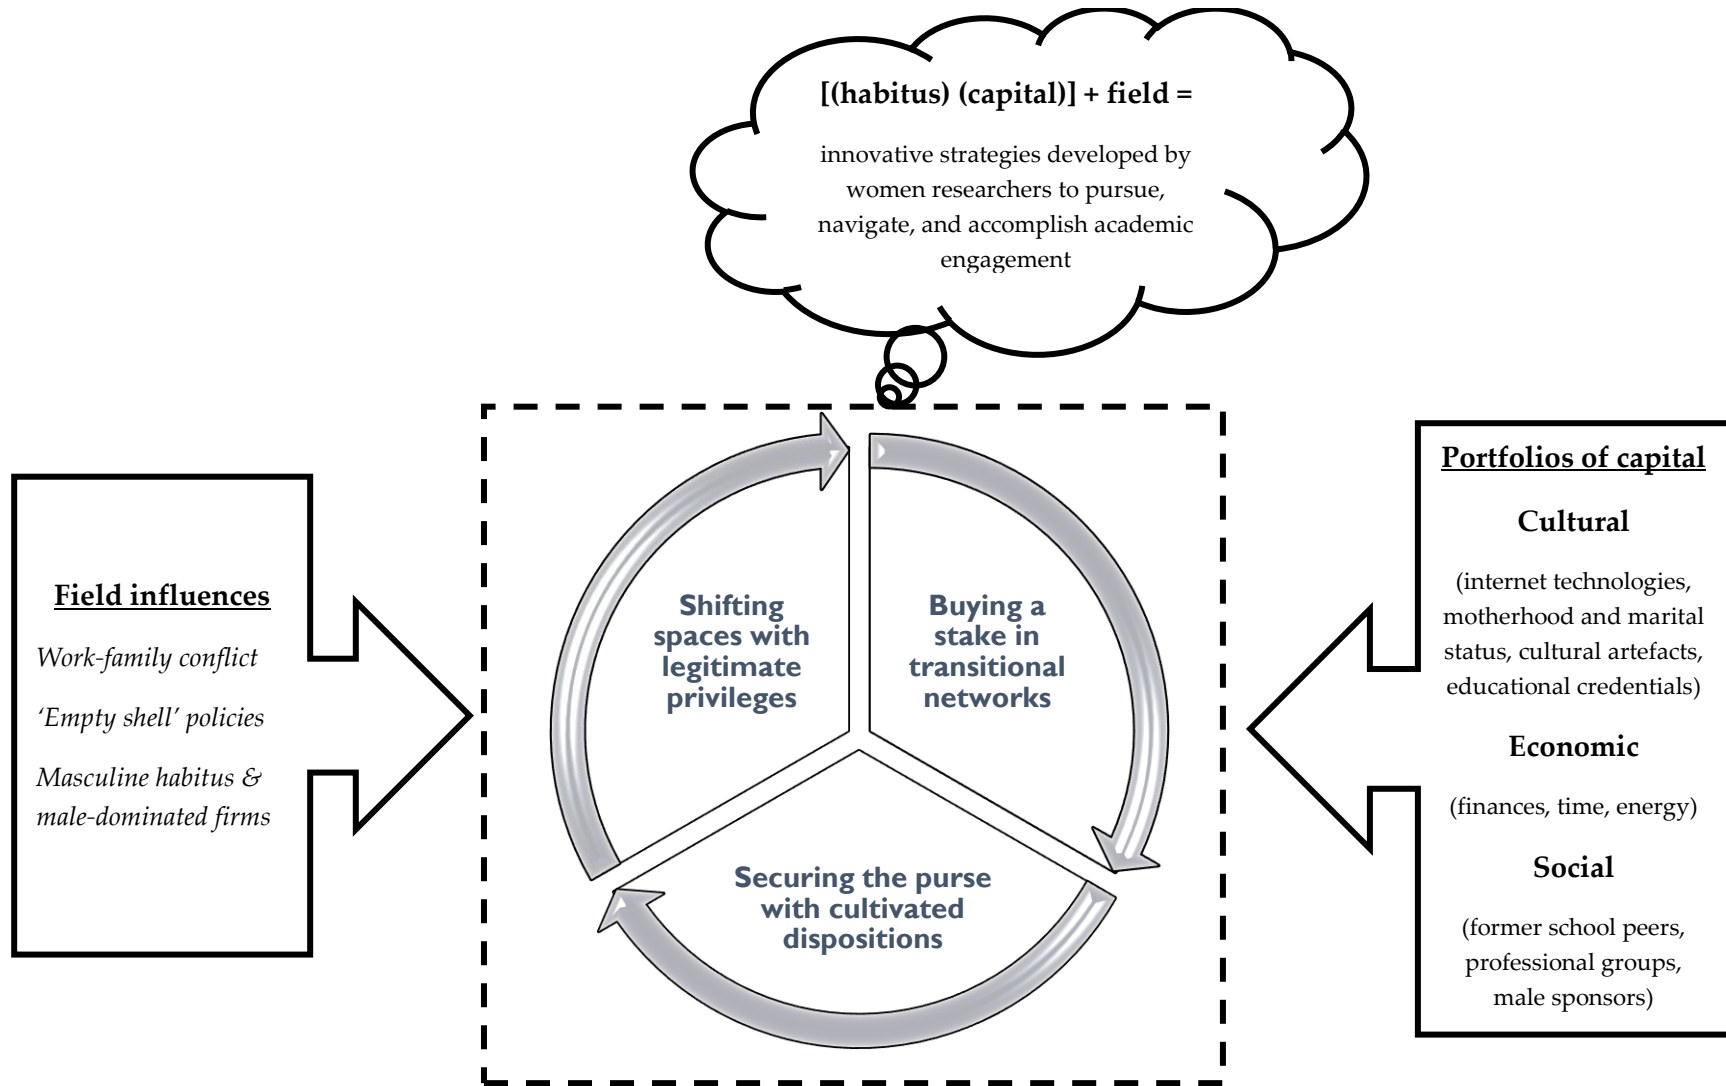 [(habitus) (capital)] + field =
innovative strategies developed by
women researchers to pursue,
navigate, and accomplish academic
engagement
Field influences
Work-family conflict
‘Empty shell’ policies
Masculine habitus &
male-dominated firms
Shifting
spaces with
legitimate
privileges
Buying a
stake in
transitional
networks
Securing the purse
with cultivated
dispositions
Portfolios of capital
Cultural
(internet technologies,
motherhood and marital
status, cultural artefacts,
educational credentials)
Economic
(finances, time, energy)
Social
(former school peers,
professional groups,
male sponsors)